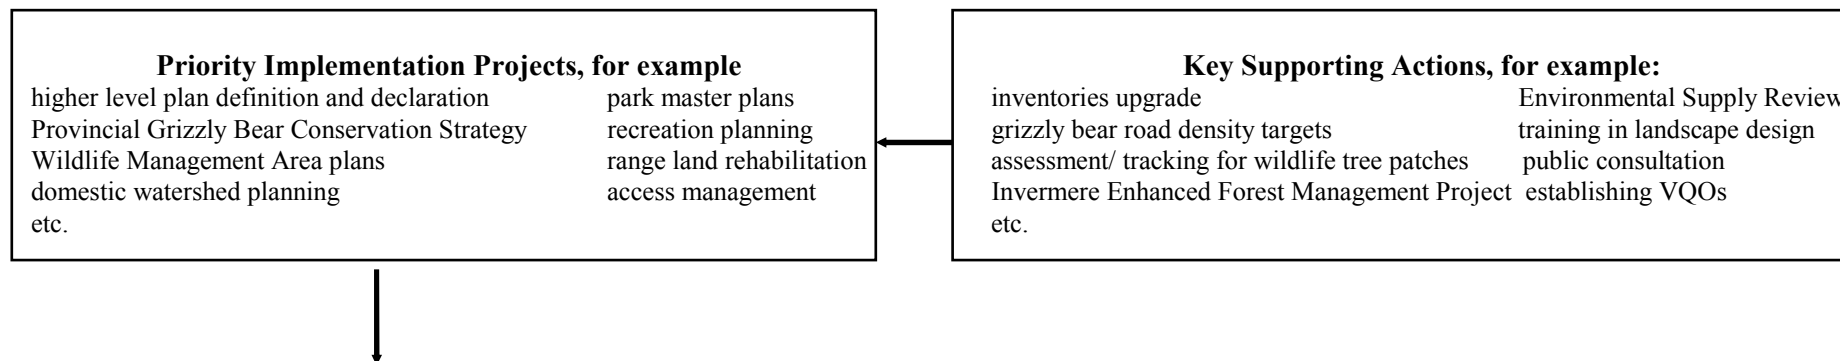 Priority Implementation Projects, for example
higher level plan definition and declaration park master plans
Provincial Grizzly Bear Conservation Strategy recreation planning
Wildlife Management Area plans range land rehabilitation
domestic watershed planning access management
etc.
Key Supporting Actions, for example:
inventories upgrade Environmental Supply Review
grizzly bear road density targets training in landscape design
assessment/ tracking for wildlife tree patches public consultation
Invermere Enhanced Forest Management Project establishing VQOs
etc.